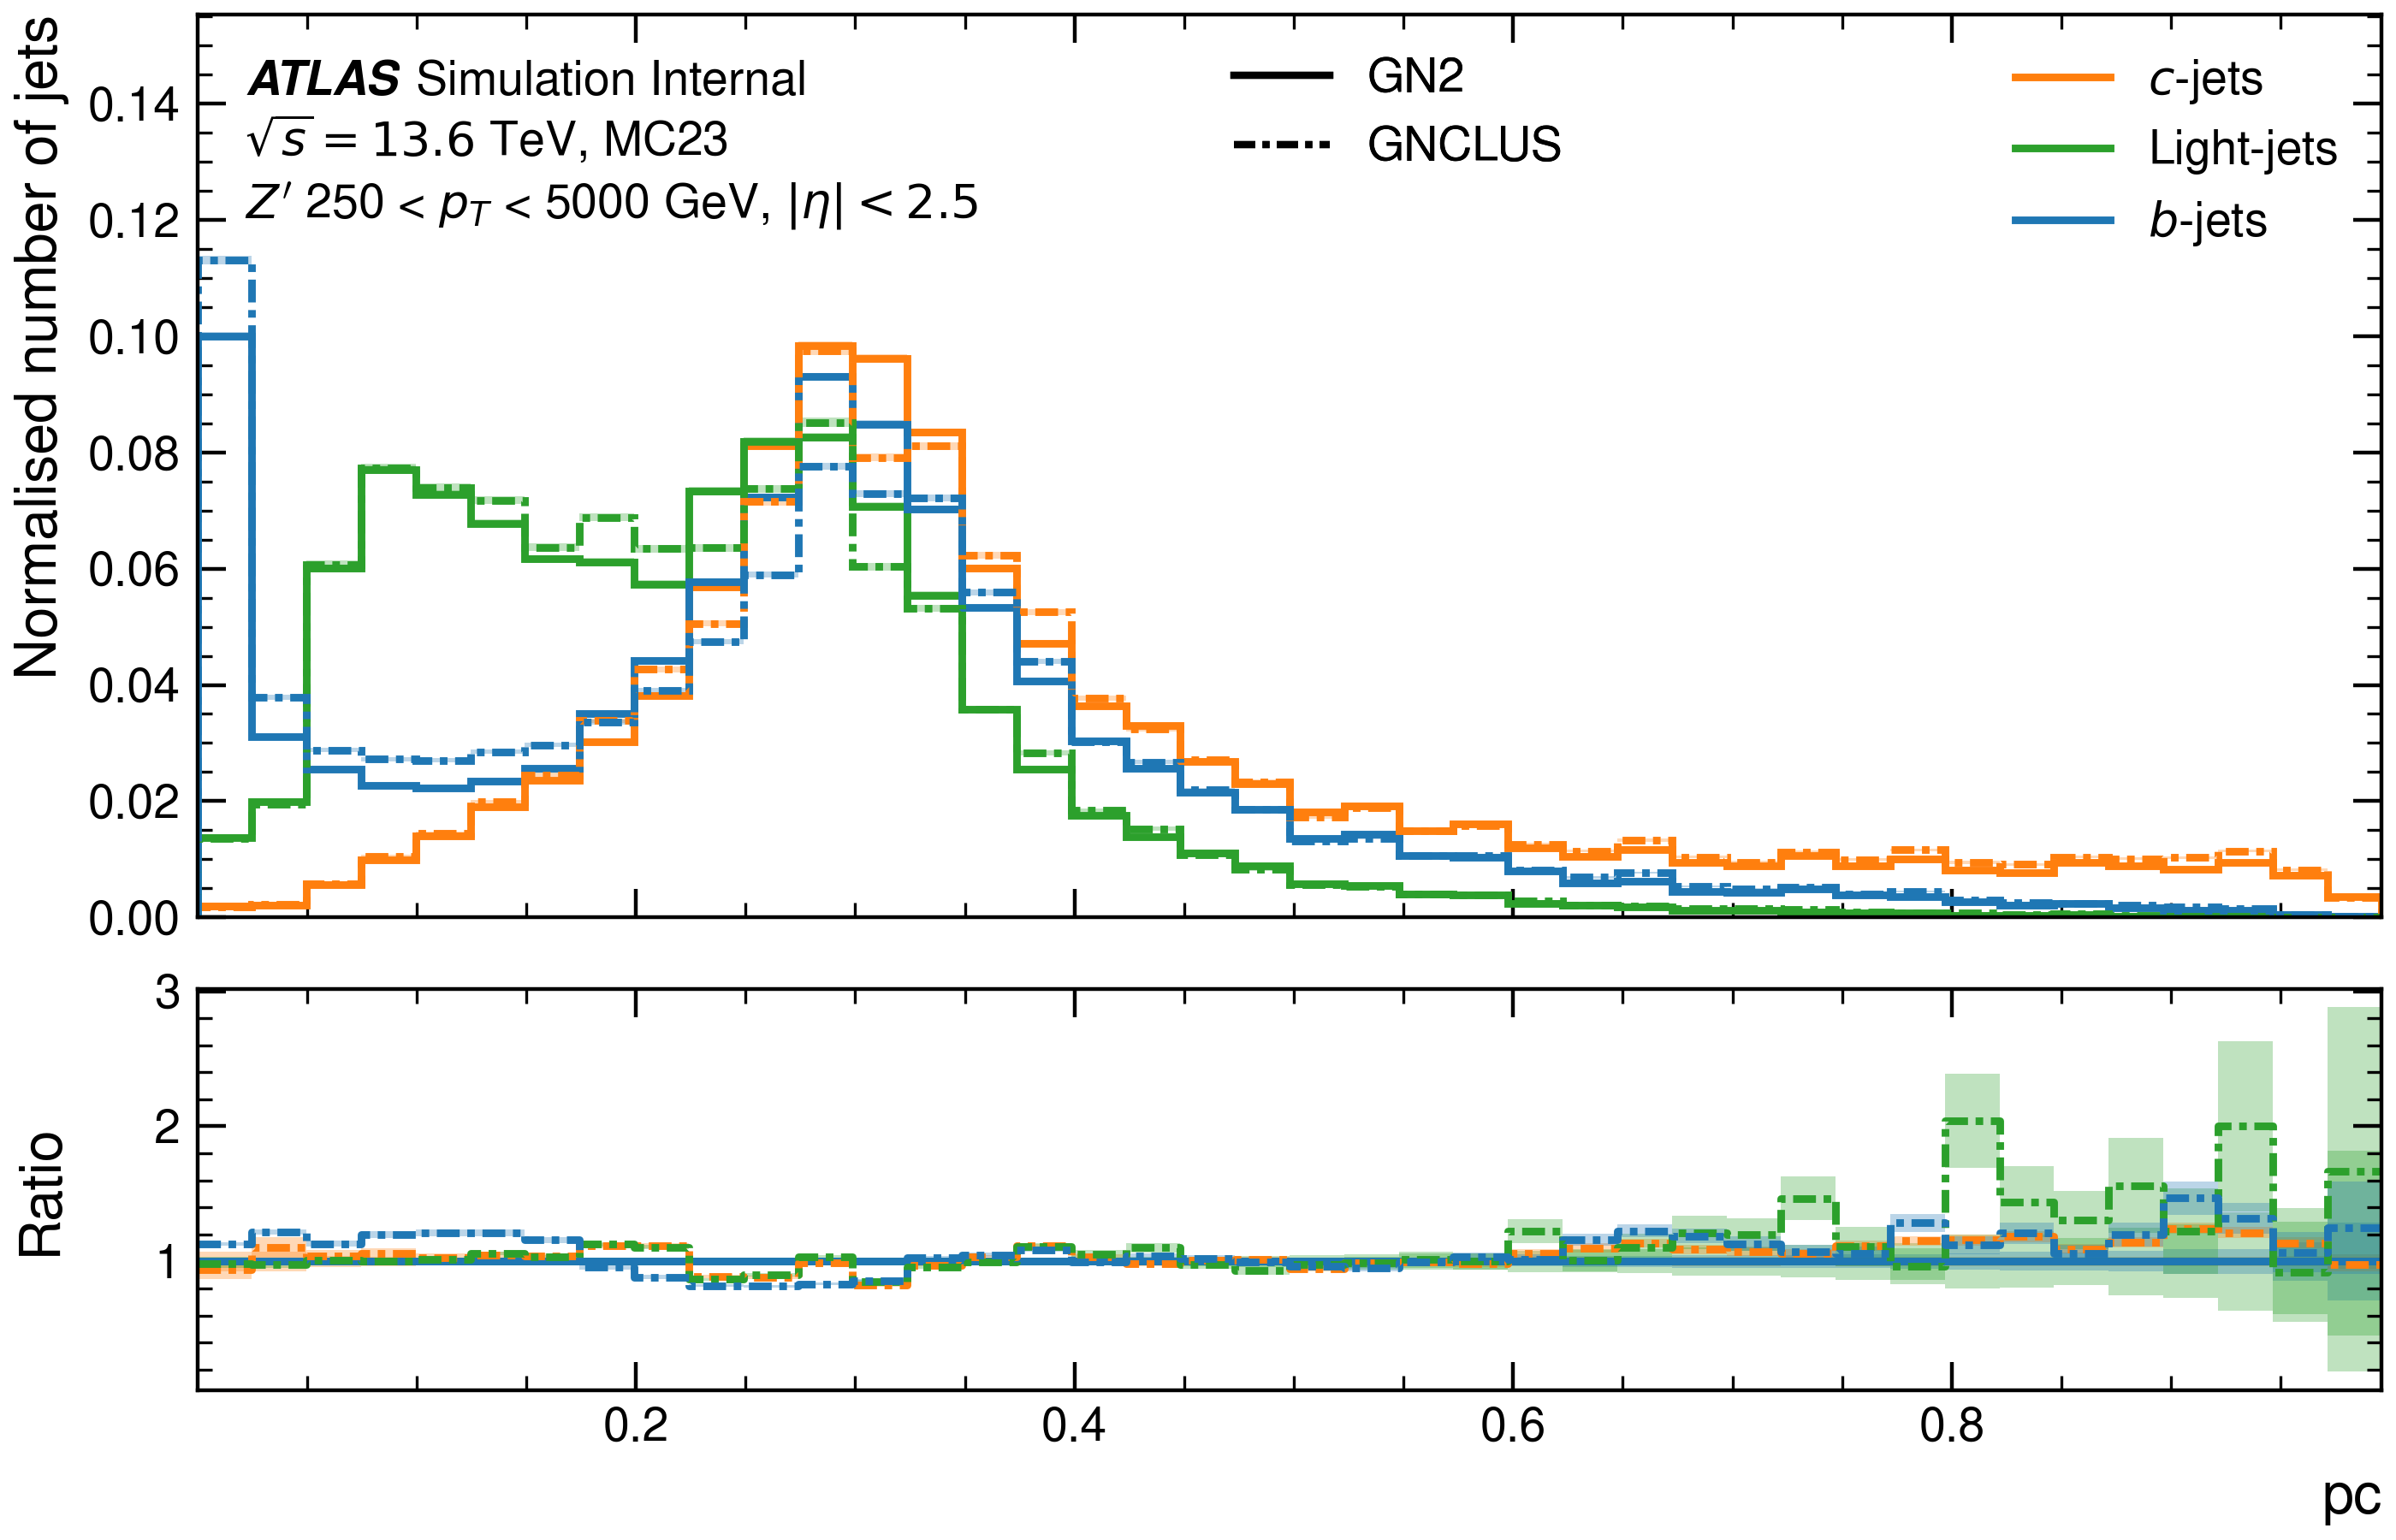 Normalised number of jets
ATLAS Simulation Internal
√s = 13.6 TeV, MC23
Z′ 250 < p_T < 5000 GeV, |η| < 2.5
GN2
GNCLUS
c-jets
Light-jets
b-jets
0.14
0.12
0.10
0.08
0.06
0.04
0.02
0.00
Ratio
3
2
1
0.2 0.4 0.6 0.8
pc